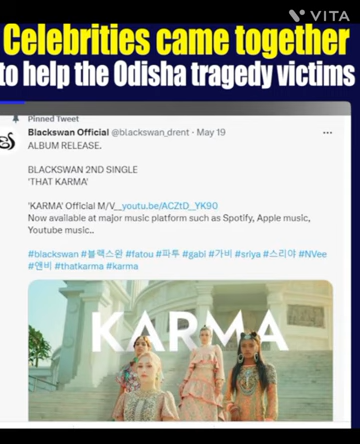 VITA
Celebrities came together
to help the Odisha tragedy victims
Pinned Tweet
Blackswan Official @blackswan_drent · May 19
ALBUM RELEASE.
BLACKSWAN 2ND SINGLE
'THAT KARMA'
'KARMA' Official M/V_youtu.be/ACZtD_YK90
Now available at major music platform such as Spotify, Apple music,
Youtube music..
#blackswan #블랙스완 #fatou #파투 #gabi #가비 #sriya #스리야 #NVee
#앤비 #thatkarma #karma
KARMA